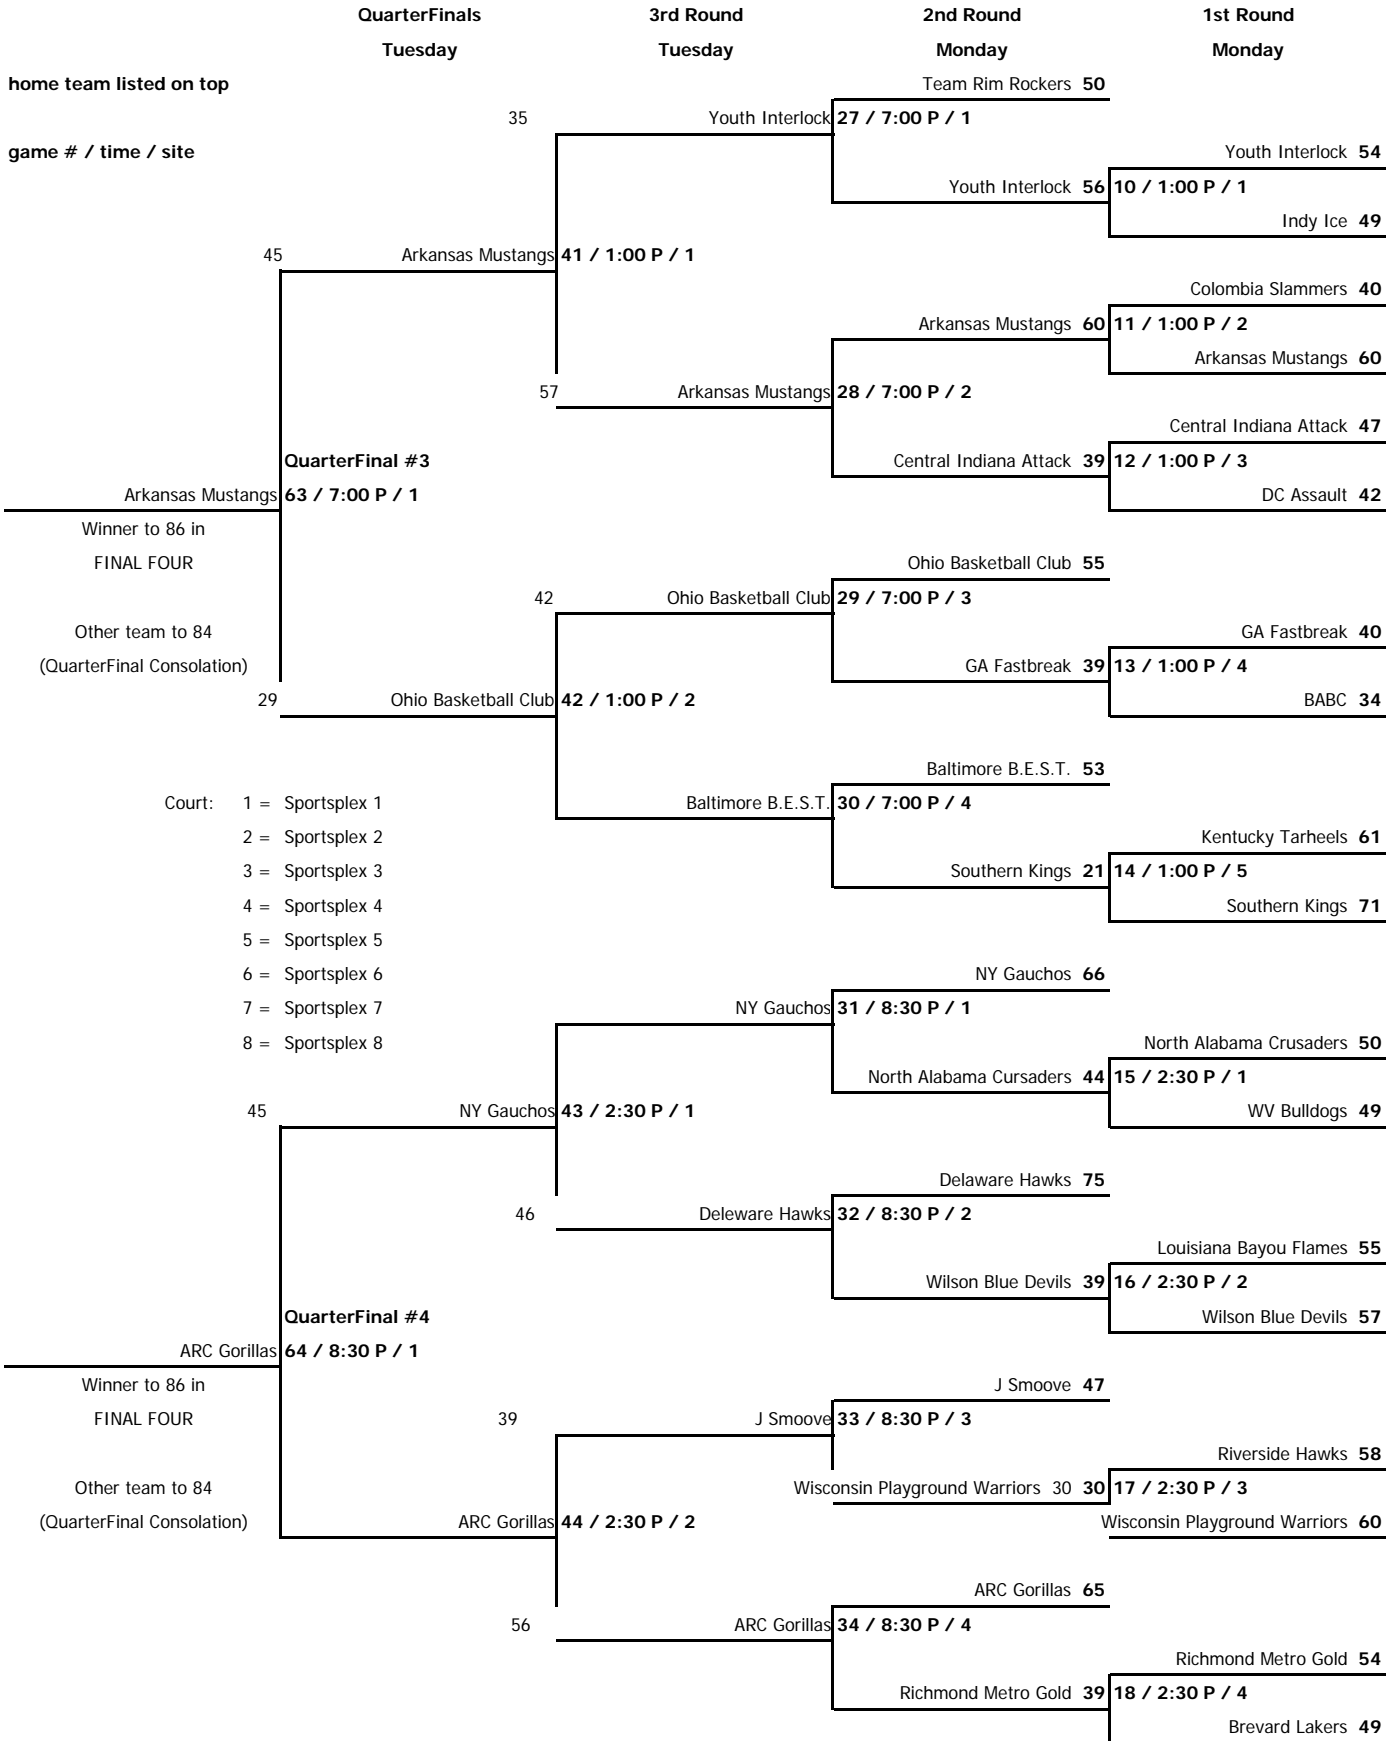 QuarterFinals 3rd Round 2nd Round 1st Round
Tuesday Tuesday Monday Monday
home team listed on top Team Rim Rockers 50
35 Youth Interlock 27 / 7:00 P / 1
game # / time / site Youth Interlock 54
Youth Interlock 56 10 / 1:00 P / 1
Indy Ice 49
45 Arkansas Mustangs 41 / 1:00 P / 1
Colombia Slammers 40
Arkansas Mustangs 60 11 / 1:00 P / 2
Arkansas Mustangs 60
57 Arkansas Mustangs 28 / 7:00 P / 2
Central Indiana Attack 47
QuarterFinal #3 Central Indiana Attack 39 12 / 1:00 P / 3
Arkansas Mustangs 63 / 7:00 P / 1 DC Assault 42
Winner to 86 in
FINAL FOUR Ohio Basketball Club 55
42 Ohio Basketball Club 29 / 7:00 P / 3
Other team to 84 GA Fastbreak 40
(QuarterFinal Consolation) GA Fastbreak 39 13 / 1:00 P / 4
29 Ohio Basketball Club 42 / 1:00 P / 2 BABC 34
Baltimore B.E.S.T. 53
Court: 1 = Sportsplex 1 Baltimore B.E.S.T. 30 / 7:00 P / 4
2 = Sportsplex 2 Kentucky Tarheels 61
3 = Sportsplex 3 Southern Kings 21 14 / 1:00 P / 5
4 = Sportsplex 4 Southern Kings 71
5 = Sportsplex 5
6 = Sportsplex 6 NY Gauchos 66
7 = Sportsplex 7 NY Gauchos 31 / 8:30 P / 1
8 = Sportsplex 8 North Alabama Crusaders 50
North Alabama Cursaders 44 15 / 2:30 P / 1
45 NY Gauchos 43 / 2:30 P / 1 WV Bulldogs 49
Delaware Hawks 75
46 Deleware Hawks 32 / 8:30 P / 2
Louisiana Bayou Flames 55
Wilson Blue Devils 39 16 / 2:30 P / 2
QuarterFinal #4 Wilson Blue Devils 57
ARC Gorillas 64 / 8:30 P / 1
Winner to 86 in J Smoove 47
FINAL FOUR 39 J Smoove 33 / 8:30 P / 3
Riverside Hawks 58
Other team to 84 Wisconsin Playground Warriors 30 30 17 / 2:30 P / 3
(QuarterFinal Consolation) ARC Gorillas 44 / 2:30 P / 2 Wisconsin Playground Warriors 60
ARC Gorillas 65
56 ARC Gorillas 34 / 8:30 P / 4
Richmond Metro Gold 54
Richmond Metro Gold 39 18 / 2:30 P / 4
Brevard Lakers 49